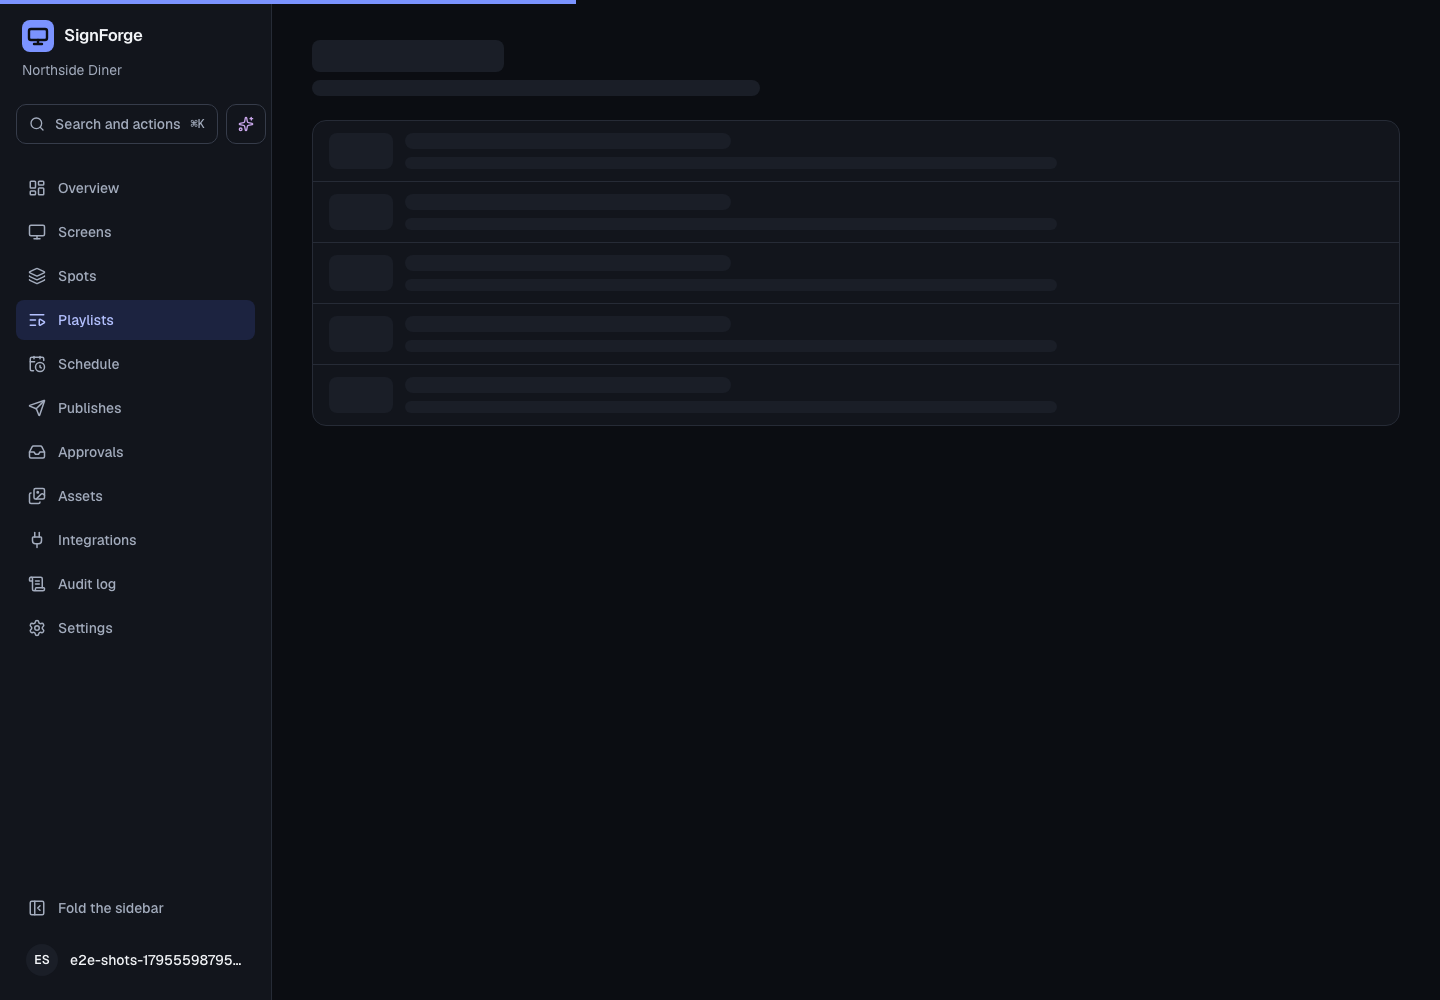 SignForge
Northside Diner
Search and actions ⌘K
Overview
Screens
Spots
Playlists
Schedule
Publishes
Approvals
Assets
Integrations
Audit log
Settings
Fold the sidebar
ES e2e-shots-17955598795…